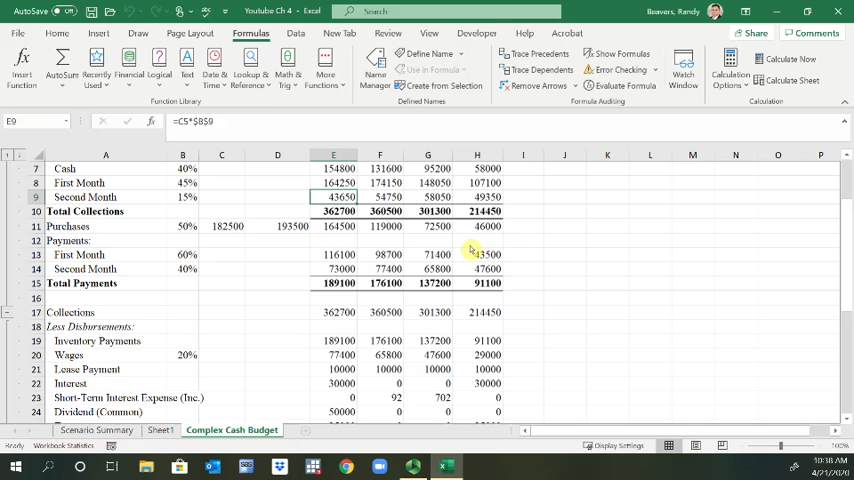 AutoSave Off Youtube Ch 4 - Excel Search Beavers, Randy
File Home Insert Draw Page Layout Formulas Data New Tab Review View Developer Help Acrobat Share Comments
Insert Function AutoSum Recently Used Financial Logical Text Date & Time Lookup & Reference Math & Trig More Functions
Name Manager Define Name Use in Formula Create from Selection
Trace Precedents Trace Dependents Remove Arrows Show Formulas Error Checking Evaluate Formula Watch Window
Calculation Options Calculate Now Calculate Sheet
Function Library Defined Names Formula Auditing Calculation
E9 fx =C5*$B$9
A B C D E F G H I J K L M N O P
7 Cash 40% 154800 131600 95200 58000
8 First Month 45% 164250 174150 148050 107100
9 Second Month 15% 43650 54750 58050 49350
10 Total Collections 362700 360500 301300 214450
11 Purchases 50% 182500 193500 164500 119000 72500 46000
12 Payments:
13 First Month 60% 116100 98700 71400 43500
14 Second Month 40% 73000 77400 65800 47600
15 Total Payments 189100 176100 137200 91100
16
17 Collections 362700 360500 301300 214450
18 Less Disbursements:
19 Inventory Payments 189100 176100 137200 91100
20 Wages 20% 77400 65800 47600 29000
21 Lease Payment 10000 10000 10000 10000
22 Interest 30000 0 0 30000
23 Short-Term Interest Expense (Inc.) 0 92 702 0
24 Dividend (Common) 50000 0 0 0
Scenario Summary Sheet1 Complex Cash Budget
Ready Workbook Statistics Display Settings 100%
10:38 AM
4/21/2020